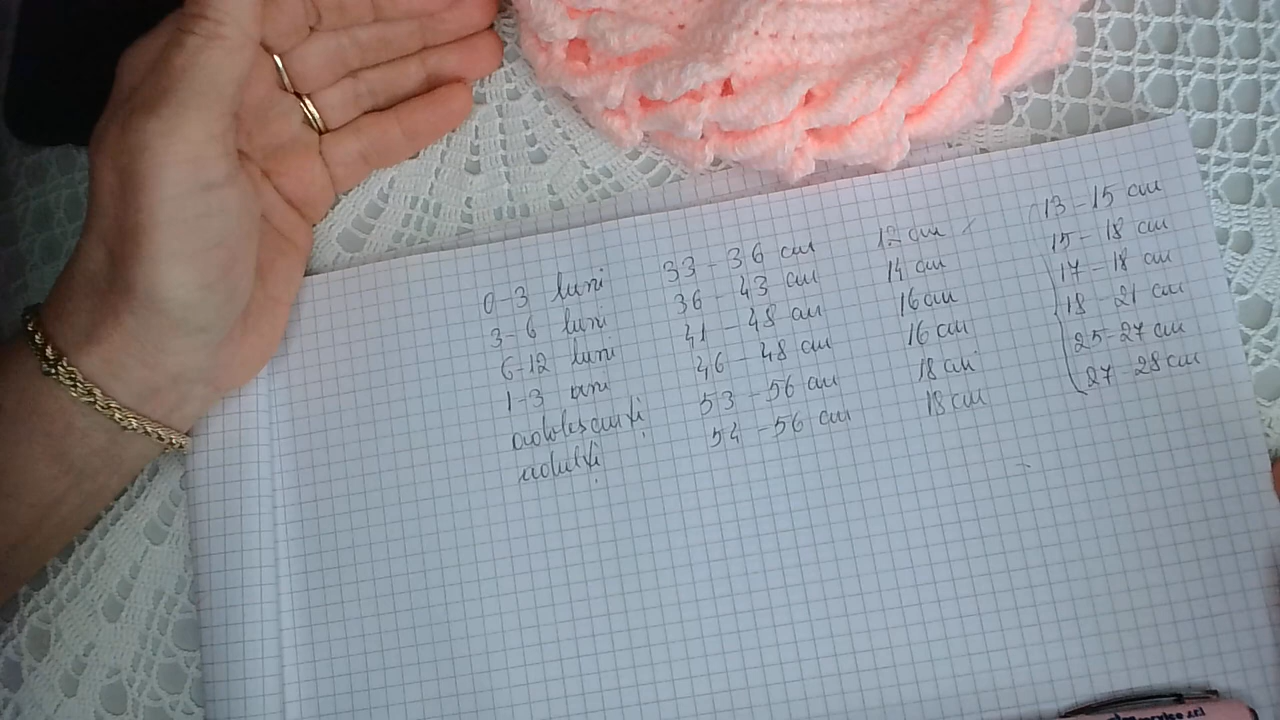 0-3 luni 33-36 cm 12 cm 13-15 cm
3-6 luni 36-43 cm 14 cm 15-18 cm
6-12 luni 41-48 cm 16 cm 17-18 cm
1-3 ani 46-48 cm 16 cm 18-21 cm
adolescenți 53-56 cm 18 cm 25-27 cm
adulți 54-56 cm 18 cm 27-28 cm